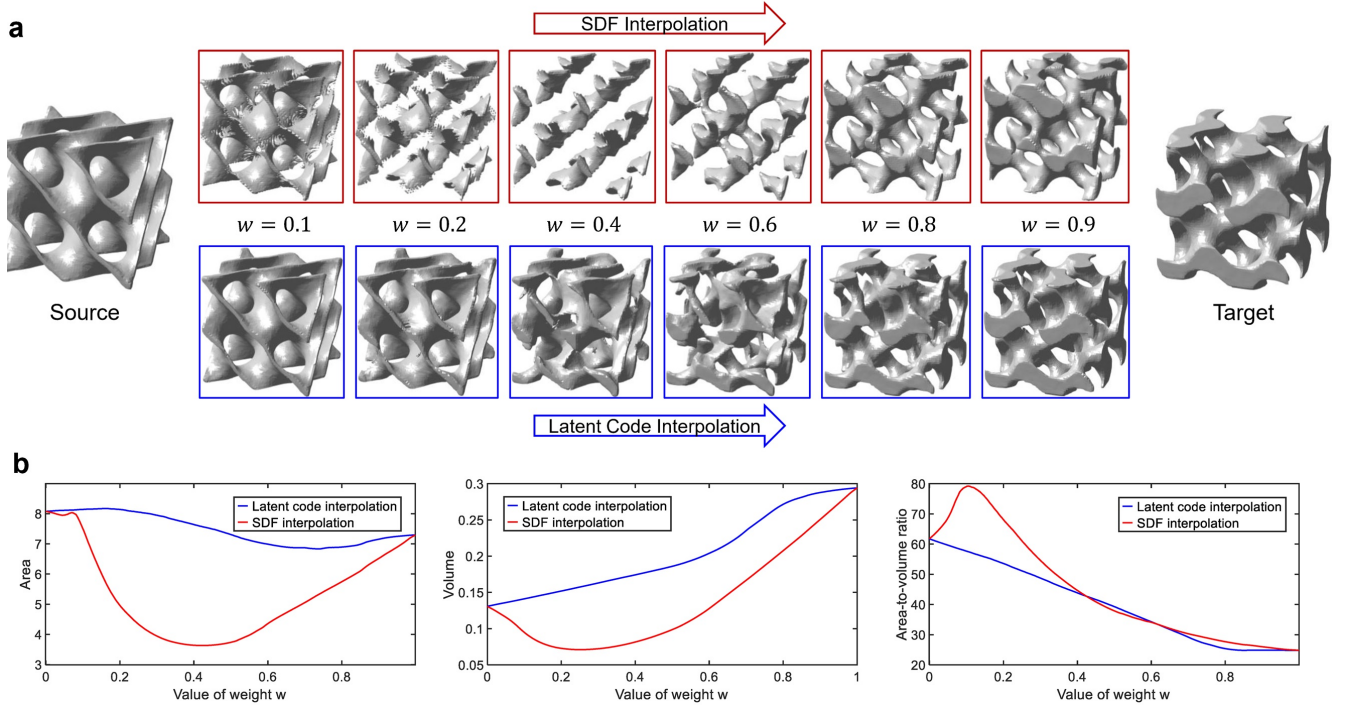 a
SDF Interpolation
w = 0.1
w = 0.2
w = 0.4
w = 0.6
w = 0.8
w = 0.9
Source
Target
Latent Code Interpolation
b
Area
8
7
6
5
4
3
0
0.2
0.4
0.6
0.8
Value of weight w
Latent code interpolation
SDF interpolation
Volume
0.3
0.25
0.2
0.15
0.1
0.05
0
0.2
0.4
0.6
0.8
1
Value of weight w
Latent code interpolation
SDF interpolation
Area-to-volume ratio
80
70
60
50
40
30
20
0
0.2
0.4
0.6
0.8
Value of weight w
Latent code interpolation
SDF interpolation